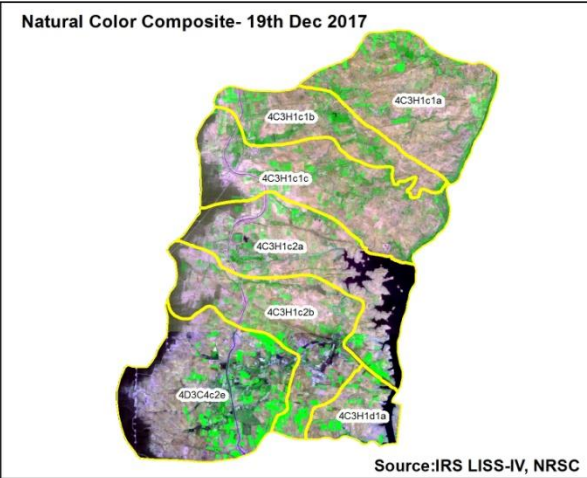 Natural Color Composite- 19th Dec 2017
4C3H1c1a
4C3H1c1b
4C3H1c1c
4C3H1c2a
4C3H1c2b
4D3C4c2e
4C3H1d1a
Source:IRS LISS-IV, NRSC